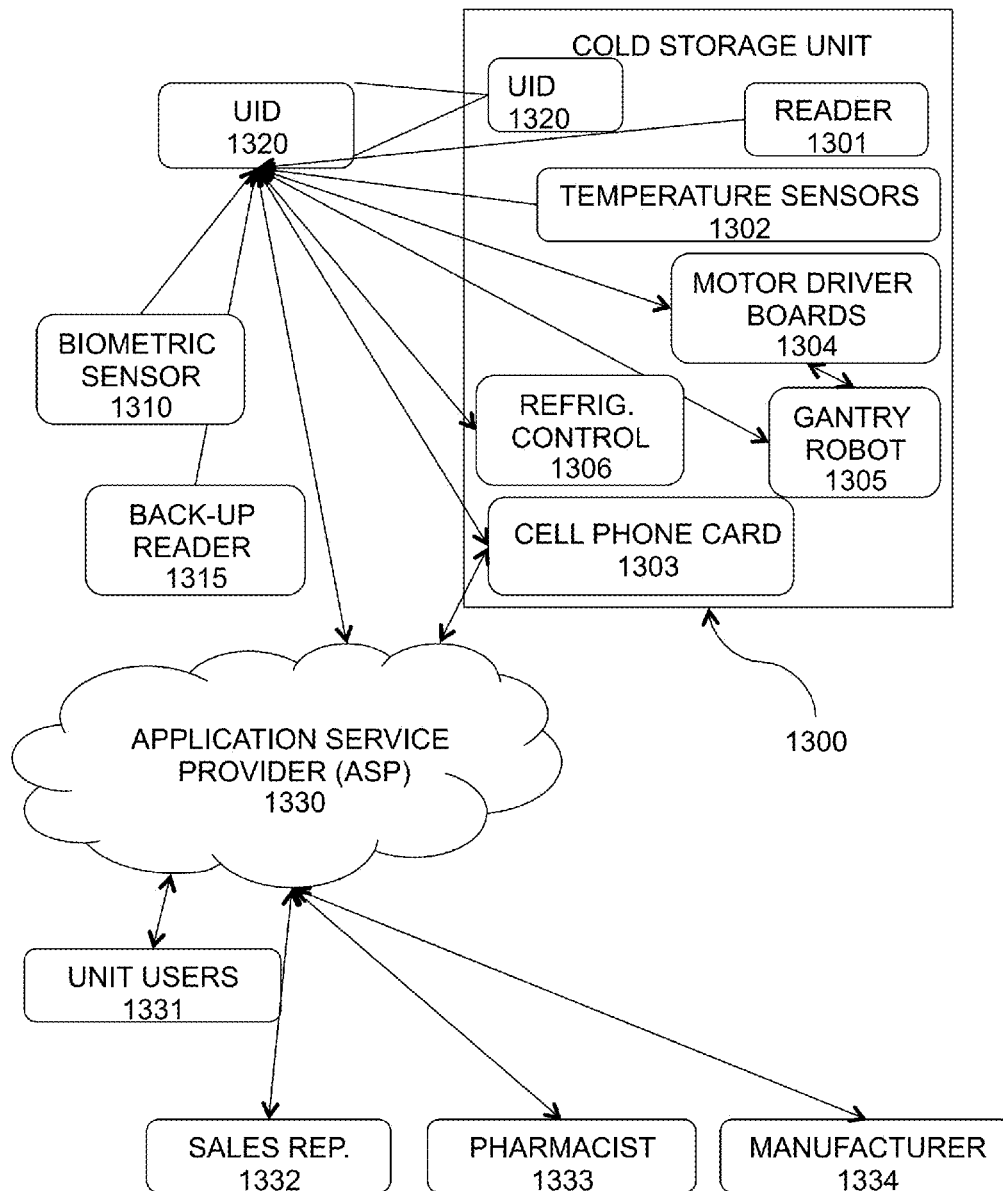 COLD STORAGE UNIT
UID
1320
UID
1320
READER
1301
TEMPERATURE SENSORS
1302
MOTOR DRIVER
BOARDS
1304
BIOMETRIC
SENSOR
1310
REFRIG.
CONTROL
1306
GANTRY
ROBOT
1305
BACK-UP
READER
1315
CELL PHONE CARD
1303
1300
APPLICATION SERVICE
PROVIDER (ASP)
1330
UNIT USERS
1331
SALES REP.
1332
PHARMACIST
1333
MANUFACTURER
1334